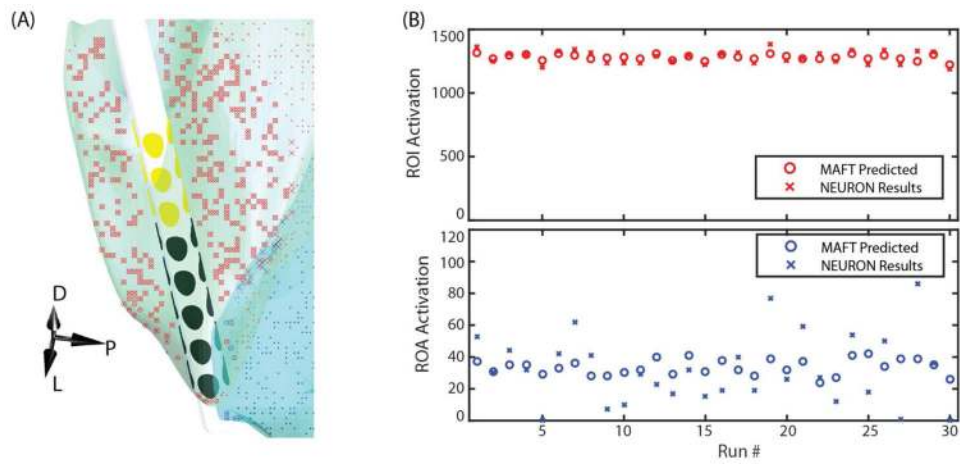 (A)
D
P
L
(B)
1500
1000
500
0
ROI Activation
MAFT Predicted
NEURON Results
120
100
80
60
40
20
0
ROA Activation
MAFT Predicted
NEURON Results
5
10
15
20
25
30
Run #